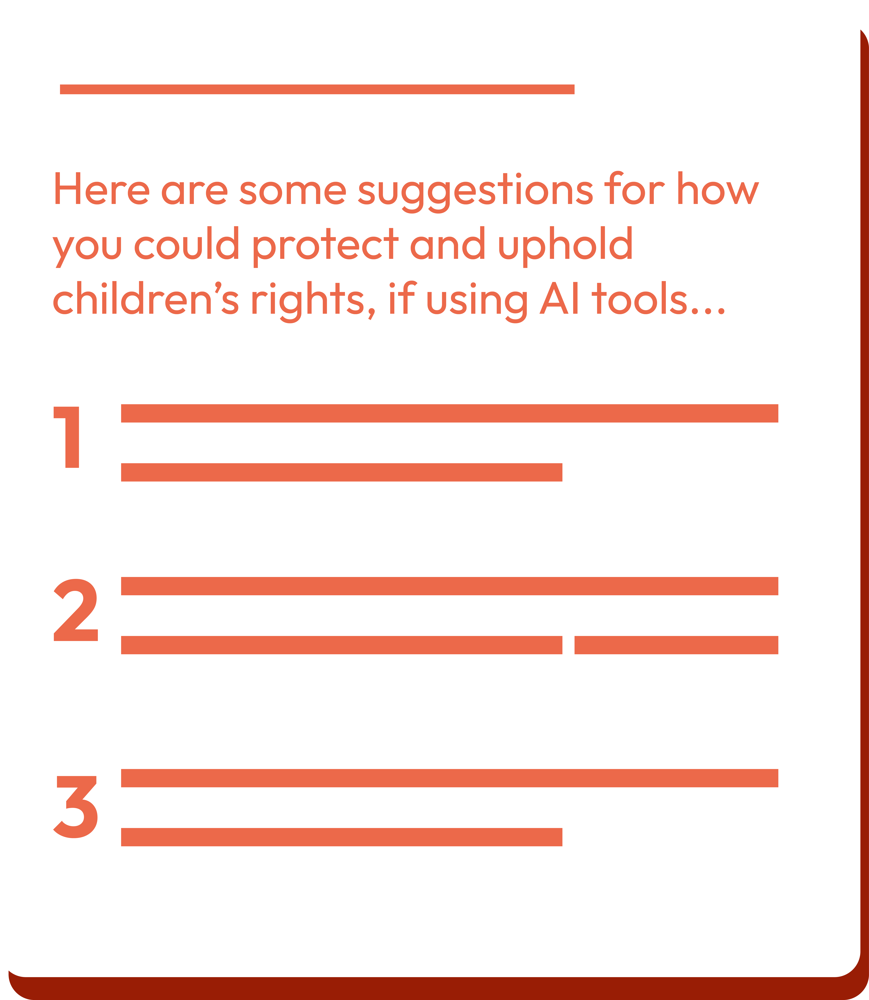 Here are some suggestions for how
you could protect and uphold
children’s rights, if using AI tools...
1
2
3